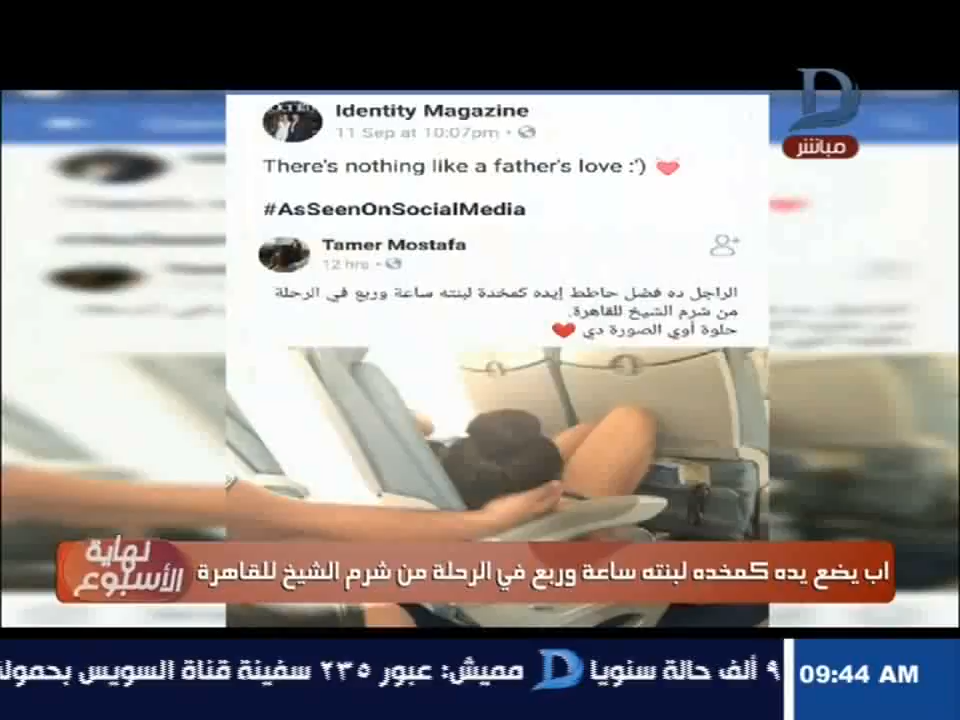 Identity Magazine
11 Sep at 10:07pm
There's nothing like a father's love :') 💓
#AsSeenOnSocialMedia
Tamer Mostafa
12 hrs
الراجل ده فضل حاطط إيده كمخدة لبنته ساعة وربع في الرحلة
من شرم الشيخ للقاهرة.
حلوة أوي الصورة دي ❤
مباشر
نهاية
الأسبوع
اب يضع يده كمخده لبنته ساعة وربع في الرحلة من شرم الشيخ للقاهرة
٩ ألف حالة سنويا
مميش: عبور ٢٣٥ سفينة قناة السويس بحمولة
09:44 AM